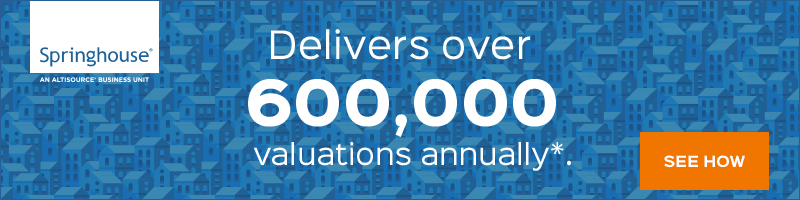 Springhouse®
AN ALTISOURCE® BUSINESS UNIT
Delivers over
600,000
valuations annually*.
SEE HOW